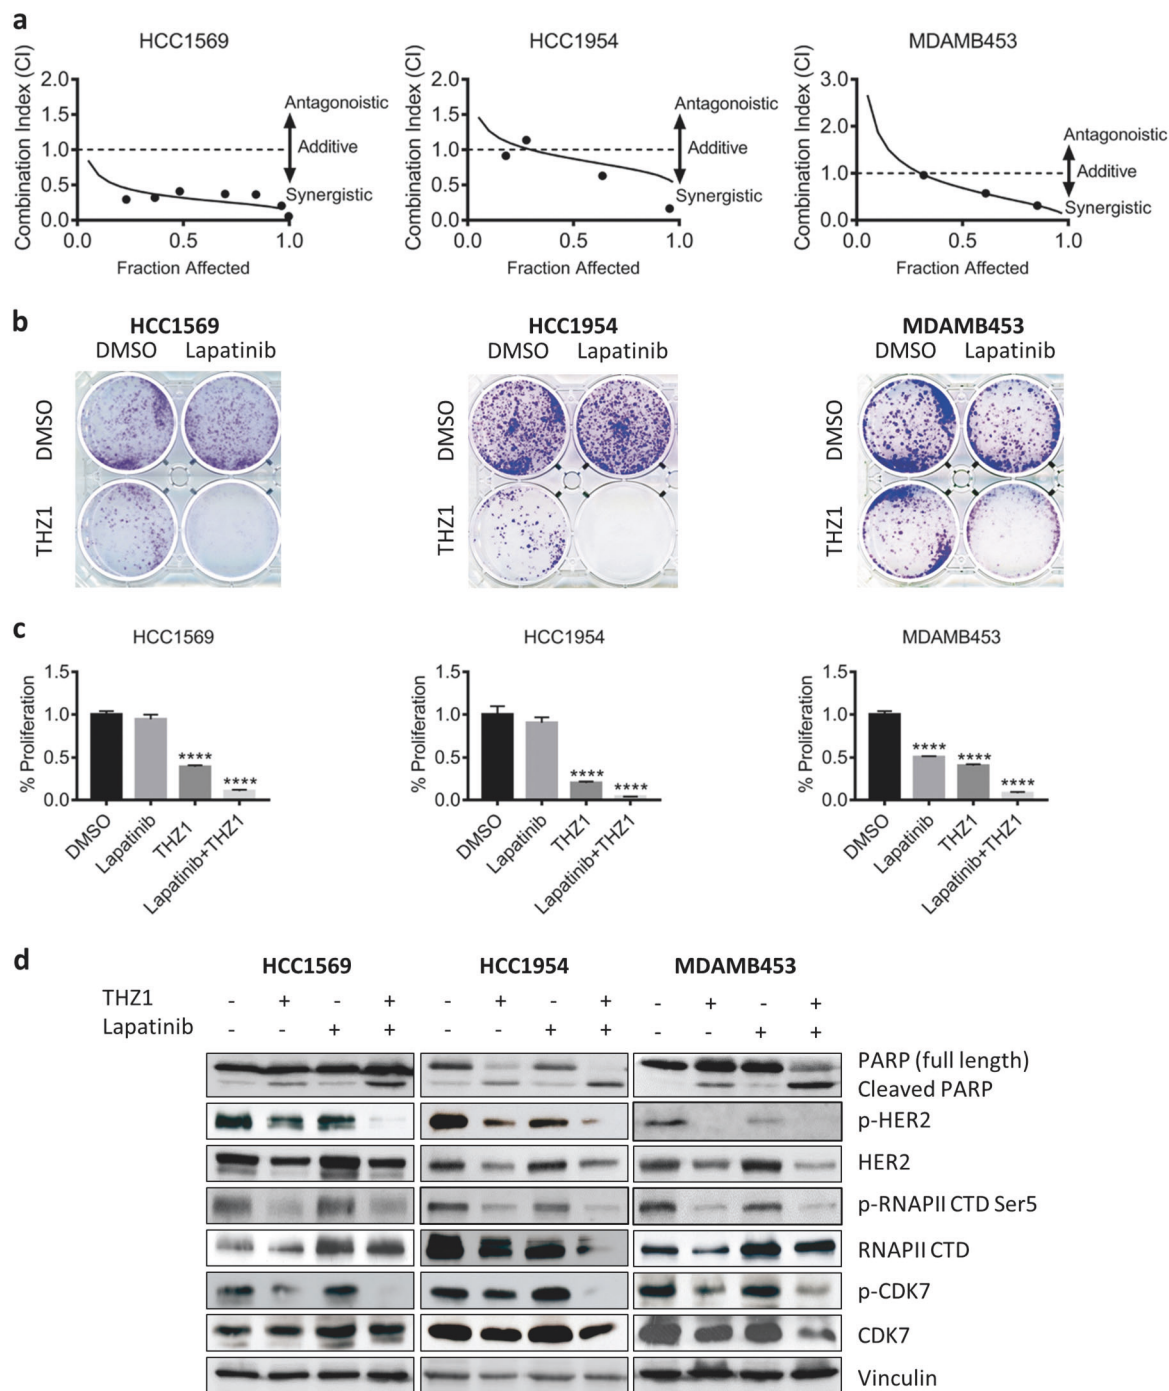 a
HCC1569
HCC1954
MDAMB453
Combination Index (CI)
2.0
1.5
1.0
0.5
0.0
0.0
0.5
1.0
Antagonoistic
Additive
Synergistic
Fraction Affected
Combination Index (CI)
2.0
1.5
1.0
0.5
0.0
0.0
0.5
1.0
Antagonoistic
Additive
Synergistic
Fraction Affected
Combination Index (CI)
3.0
2.0
1.0
0.0
0.0
0.5
1.0
Antagonoistic
Additive
Synergistic
Fraction Affected
b
HCC1569
DMSO Lapatinib
DMSO
THZ1
HCC1954
DMSO Lapatinib
DMSO
THZ1
MDAMB453
DMSO Lapatinib
DMSO
THZ1
c
HCC1569
% Proliferation
1.5
1.0
0.5
0.0
****
****
DMSO
Lapatinib
THZ1
Lapatinib+THZ1
HCC1954
% Proliferation
1.5
1.0
0.5
0.0
****
****
DMSO
Lapatinib
THZ1
Lapatinib+THZ1
MDAMB453
% Proliferation
1.5
1.0
0.5
0.0
****
****
****
DMSO
Lapatinib
THZ1
Lapatinib+THZ1
d
HCC1569 HCC1954 MDAMB453
THZ1 - + - + - + - + - + - +
Lapatinib - - + + - - + + - - + +
PARP (full length)
Cleaved PARP
p-HER2
HER2
p-RNAPII CTD Ser5
RNAPII CTD
p-CDK7
CDK7
Vinculin